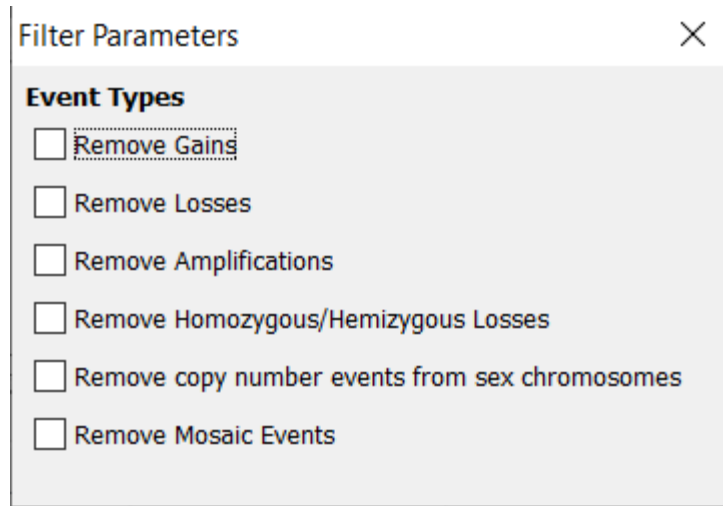 Filter Parameters
Event Types
Remove Gains
Remove Losses
Remove Amplifications
Remove Homozygous/Hemizygous Losses
Remove copy number events from sex chromosomes
Remove Mosaic Events